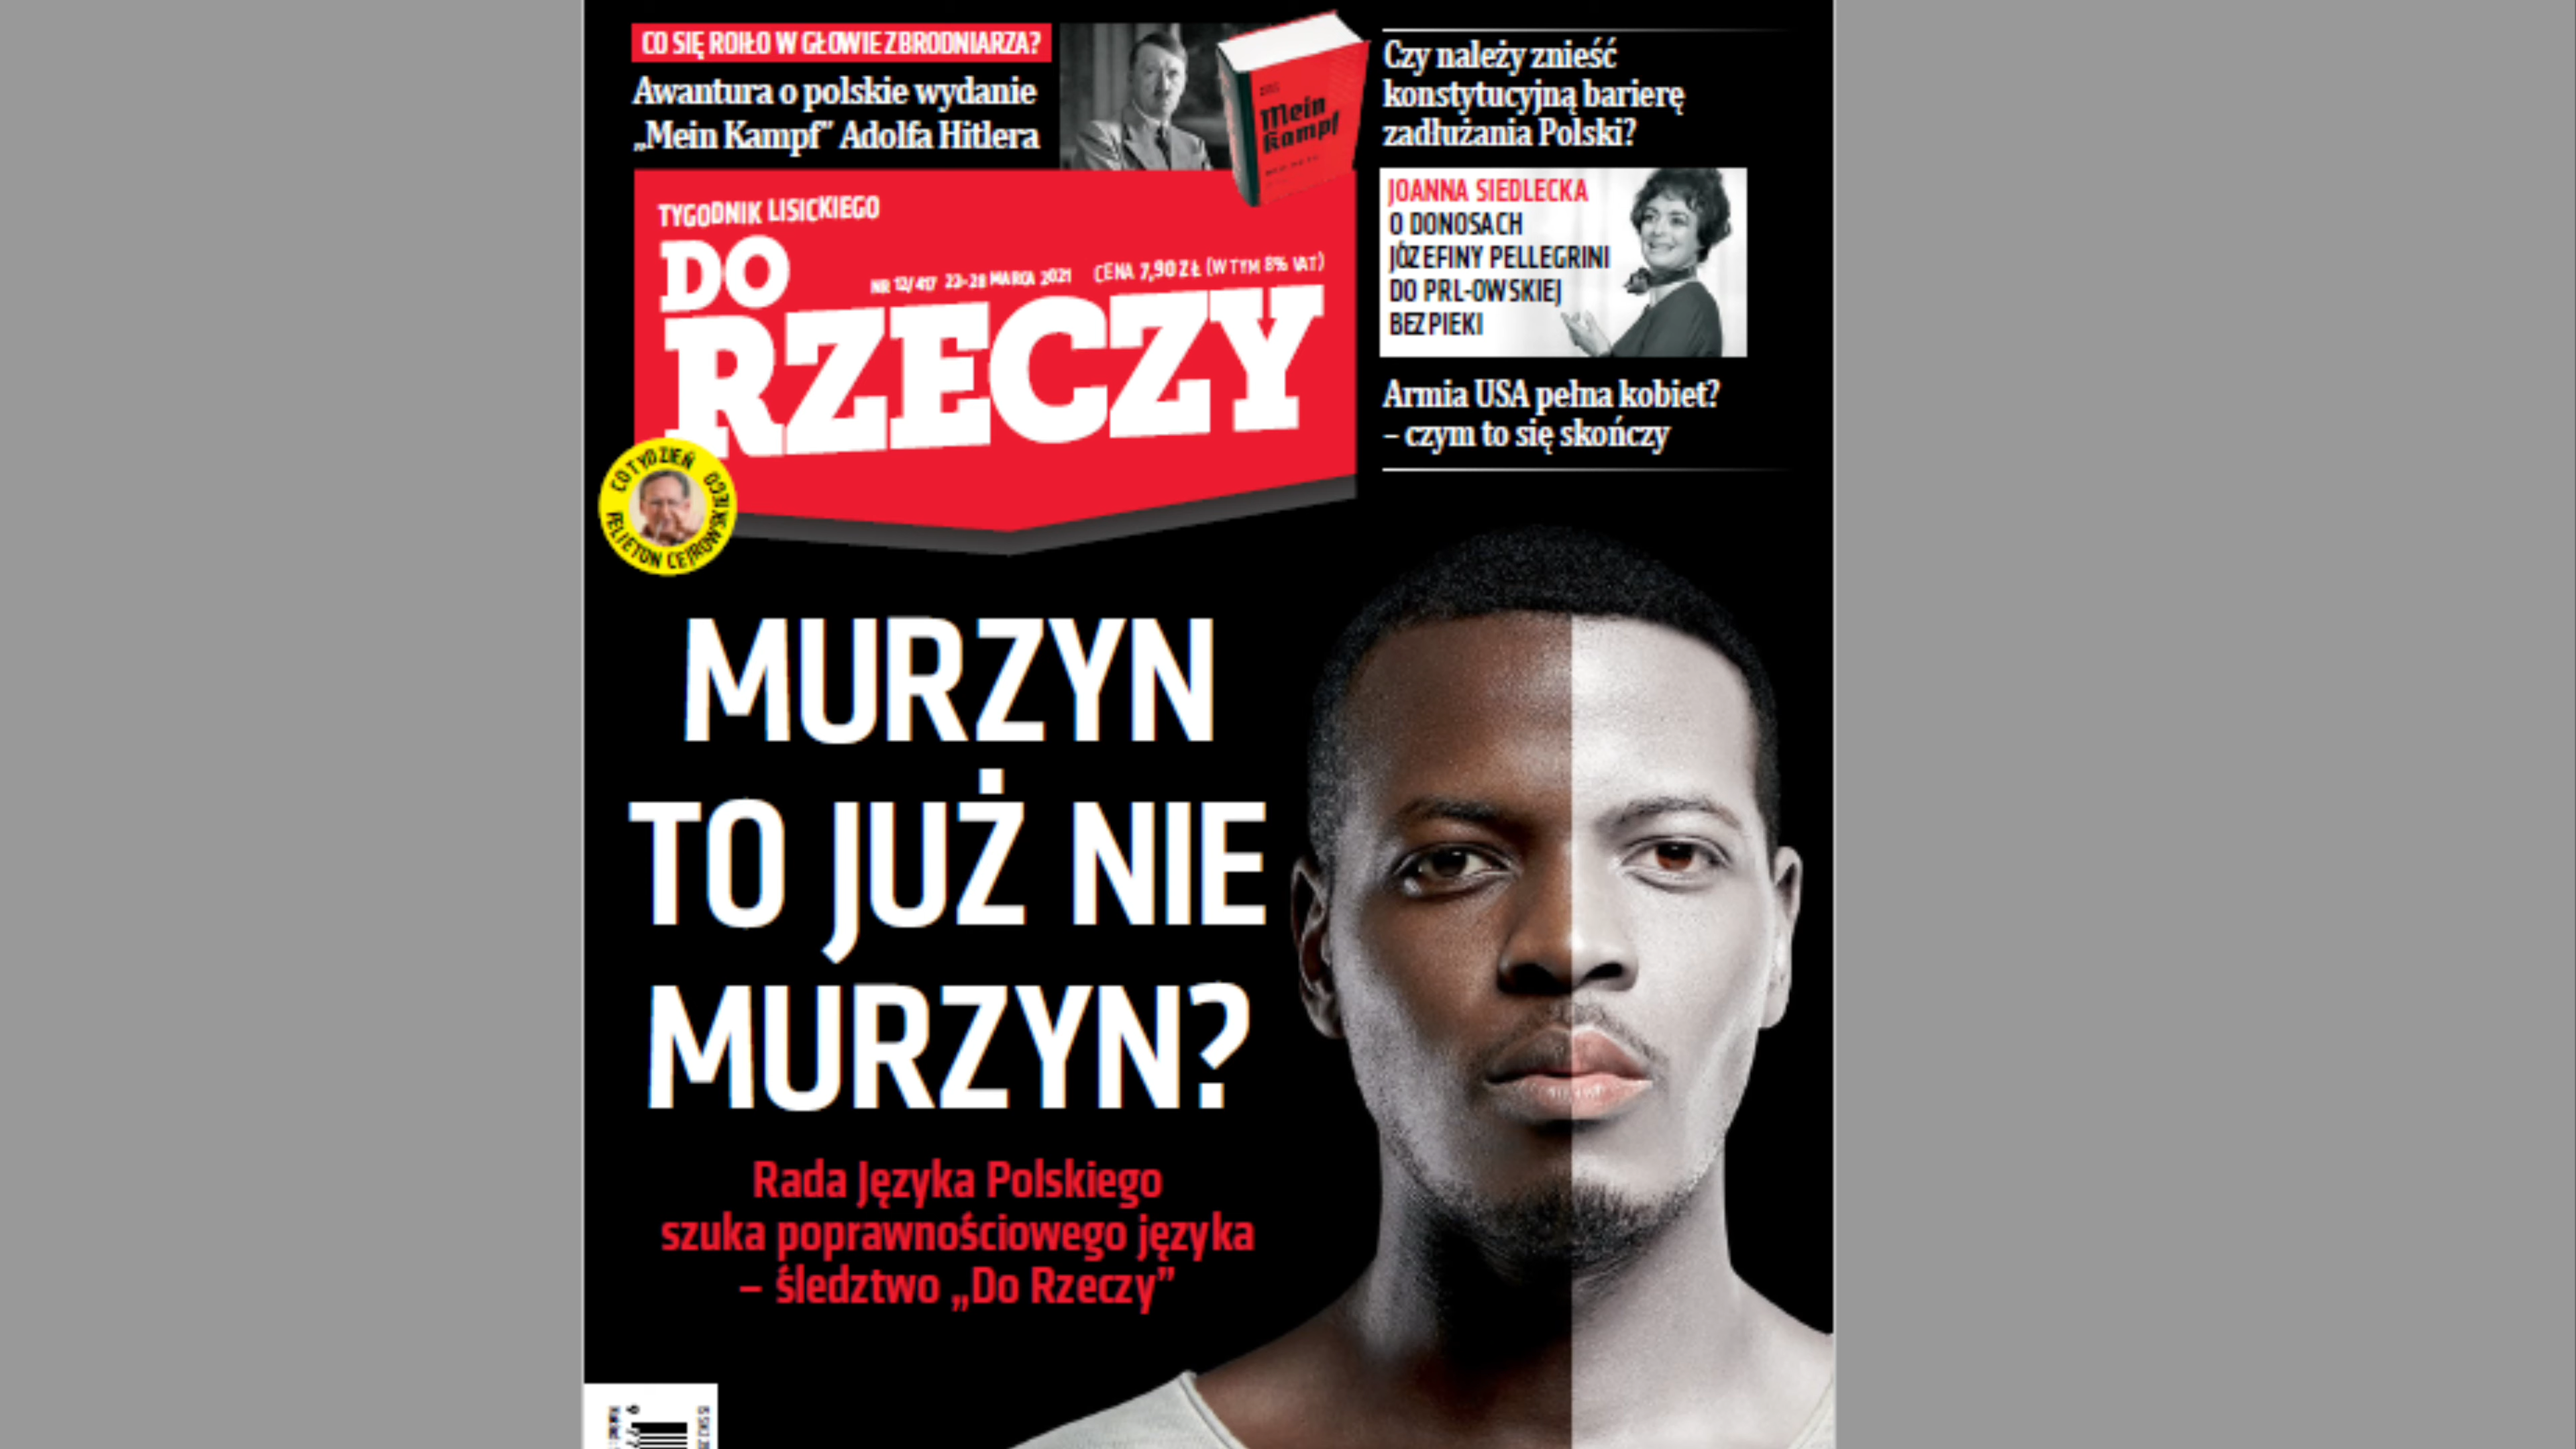 CO SIĘ ROIŁO W GŁOWIE ZBRODNIARZA?
Awantura o polskie wydanie
„Mein Kampf” Adolfa Hitlera
Mein
Kampf
Czy należy znieść
konstytucyjną barierę
zadłużania Polski?
JOANNA SIEDLECKA
O DONOSACH
JÓZEFINY PELLEGRINI
DO PRL-OWSKIEJ
BEZPIEKI
Armia USA pełna kobiet?
– czym to się skończy
TYGODNIK LISICKIEGO
DO
NR 12/417 22–28 MARCA 2021 CENA 7,90 ZŁ (W TYM 8% VAT)
RZECZY
CO TYDZIEŃ
FELIETON CEJROWSKIEGO
MURZYN
TO JUŻ NIE
MURZYN?
Rada Języka Polskiego
szuka poprawnościowego języka
– śledztwo „Do Rzeczy”